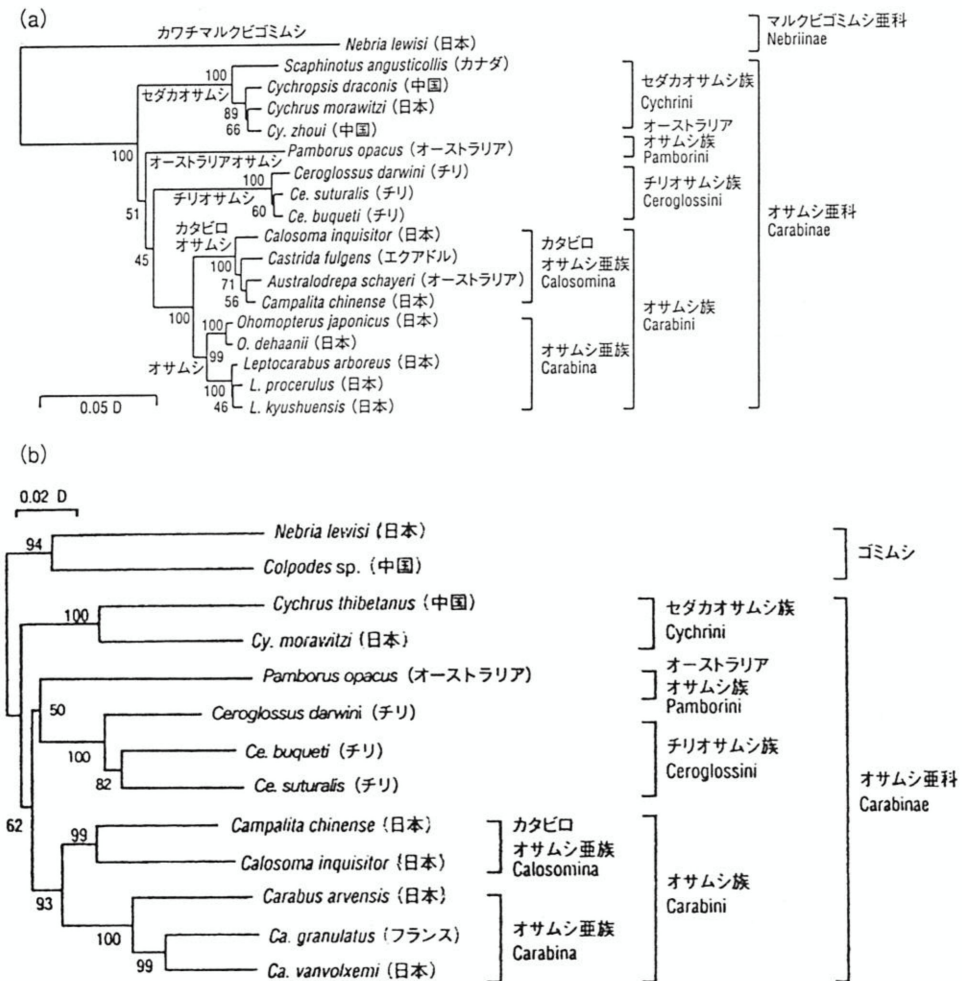 (a)
カワチマルクビゴミムシ
Nebria lewisi (日本)
マルクビゴミムシ亜科
Nebriinae
100
Scaphinotus angusticollis (カナダ)
セダカオサムシ
Cychropsis draconis (中国)
89
Cychrus morawitzi (日本)
66
Cy. zhoui (中国)
セダカオサムシ族
Cychrini
100
オーストラリアオサムシ
Pamborus opacus (オーストラリア)
オーストラリア
オサムシ族
Pamborini
51
100
Ceroglossus darwini (チリ)
チリオサムシ
Ce. suturalis (チリ)
60
Ce. buqueti (チリ)
チリオサムシ族
Ceroglossini
オサムシ亜科
Carabinae
45
カタビロ
オサムシ
Calosoma inquisitor (日本)
100
Castrida fulgens (エクアドル)
71
Australodrepa schayeri (オーストラリア)
56
Campalita chinense (日本)
カタビロ
オサムシ亜族
Calosomina
オサムシ族
Carabini
100
100
Ohomopterus japonicus (日本)
O. dehaanii (日本)
99
オサムシ
Leptocarabus arboreus (日本)
100
L. procerulus (日本)
46
L. kyushuensis (日本)
オサムシ亜族
Carabina
0.05 D
(b)
0.02 D
94
Nebria lewisi (日本)
Colpodes sp. (中国)
ゴミムシ
100
Cychrus thibetanus (中国)
Cy. morawitzi (日本)
セダカオサムシ族
Cychrini
Pamborus opacus (オーストラリア)
オーストラリア
オサムシ族
Pamborini
50
Ceroglossus darwini (チリ)
100
Ce. buqueti (チリ)
82
Ce. suturalis (チリ)
チリオサムシ族
Ceroglossini
オサムシ亜科
Carabinae
62
99
Campalita chinense (日本)
Calosoma inquisitor (日本)
カタビロ
オサムシ亜族
Calosomina
オサムシ族
Carabini
93
Carabus arvensis (日本)
100
Ca. granulatus (フランス)
99
Ca. vanvolxemi (日本)
オサムシ亜族
Carabina